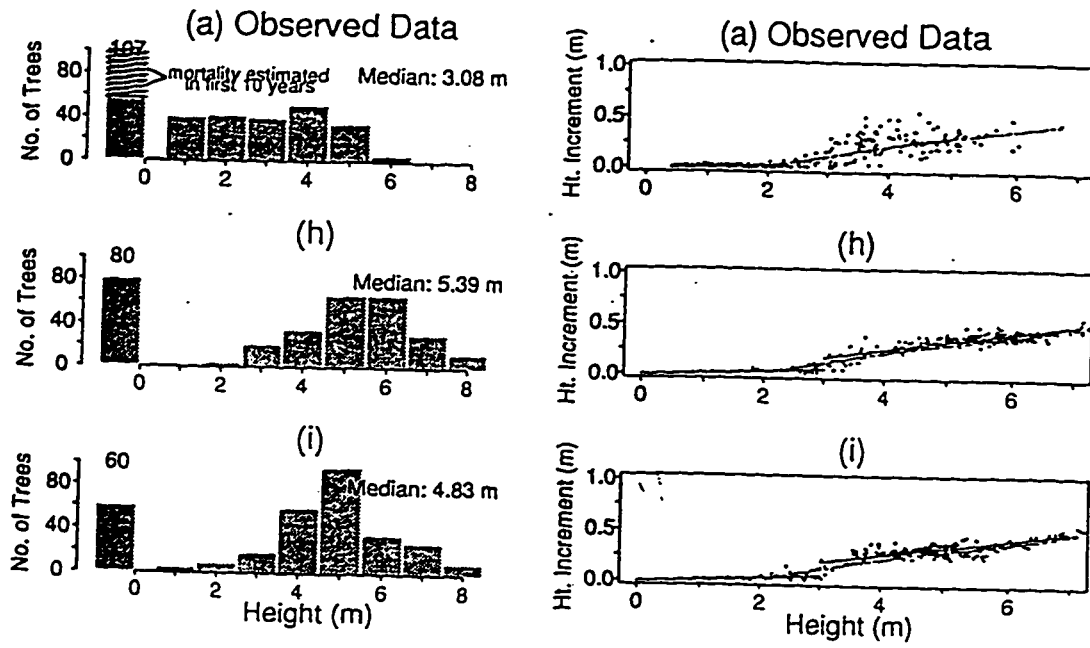 (a) Observed Data
107
No. of Trees
80
40
0
mortality estimated
in first 10 years
Median: 3.08 m
0 2 4 6 8
(h)
80
No. of Trees
80
40
0
Median: 5.39 m
0 2 4 6 8
(i)
60
No. of Trees
80
40
0
Median: 4.83 m
0 2 4 6 8
Height (m)
(a) Observed Data
Ht. Increment (m)
1.0
0.5
0.0
0 2 4 6
(h)
Ht. Increment (m)
1.0
0.5
0.0
0 2 4 6
(i)
Ht. Increment (m)
1.0
0.5
0.0
0 2 4 6
Height (m)